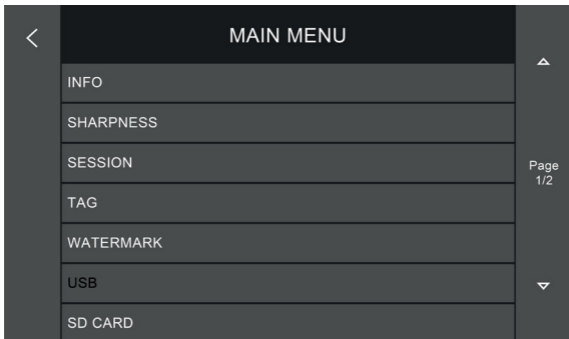 MAIN MENU
INFO
SHARPNESS
SESSION
TAG
WATERMARK
USB
SD CARD
Page
1/2